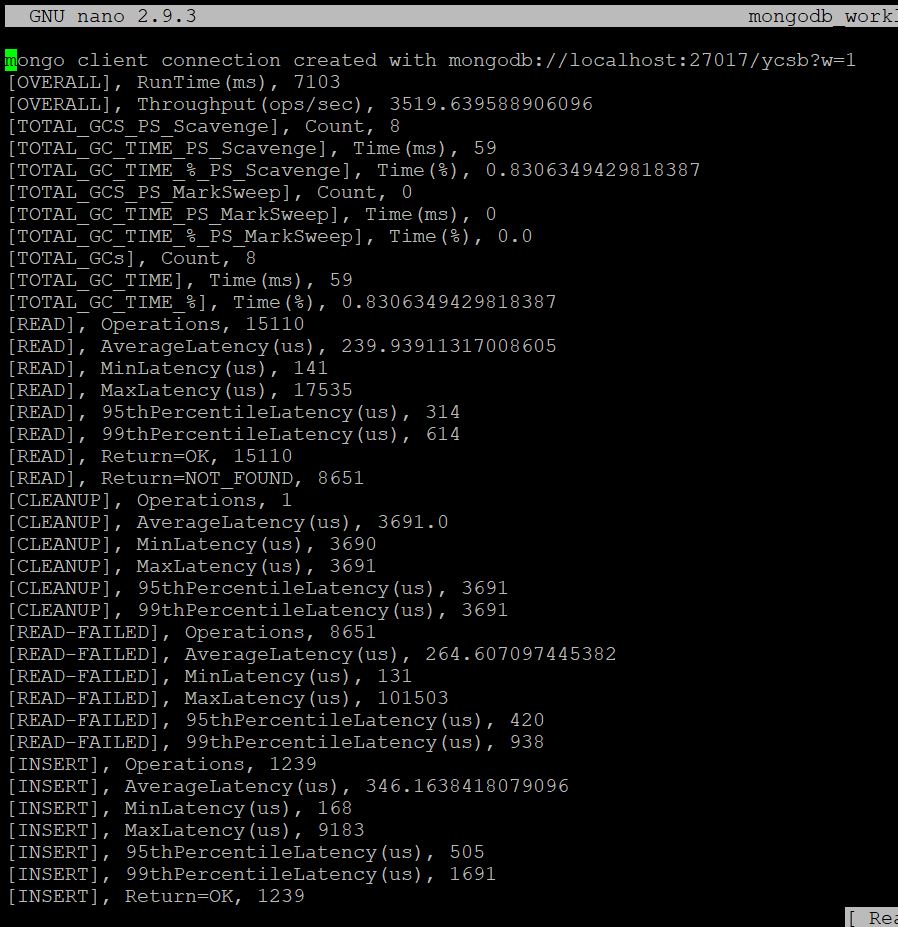 GNU nano 2.9.3 mongodb_workl
mongo client connection created with mongodb://localhost:27017/ycsb?w=1
[OVERALL], RunTime(ms), 7103
[OVERALL], Throughput(ops/sec), 3519.639588906096
[TOTAL_GCS_PS_Scavenge], Count, 8
[TOTAL_GC_TIME_PS_Scavenge], Time(ms), 59
[TOTAL_GC_TIME_%_PS_Scavenge], Time(%), 0.8306349429818387
[TOTAL_GCS_PS_MarkSweep], Count, 0
[TOTAL_GC_TIME_PS_MarkSweep], Time(ms), 0
[TOTAL_GC_TIME_%_PS_MarkSweep], Time(%), 0.0
[TOTAL_GCs], Count, 8
[TOTAL_GC_TIME], Time(ms), 59
[TOTAL_GC_TIME_%], Time(%), 0.8306349429818387
[READ], Operations, 15110
[READ], AverageLatency(us), 239.93911317008605
[READ], MinLatency(us), 141
[READ], MaxLatency(us), 17535
[READ], 95thPercentileLatency(us), 314
[READ], 99thPercentileLatency(us), 614
[READ], Return=OK, 15110
[READ], Return=NOT_FOUND, 8651
[CLEANUP], Operations, 1
[CLEANUP], AverageLatency(us), 3691.0
[CLEANUP], MinLatency(us), 3690
[CLEANUP], MaxLatency(us), 3691
[CLEANUP], 95thPercentileLatency(us), 3691
[CLEANUP], 99thPercentileLatency(us), 3691
[READ-FAILED], Operations, 8651
[READ-FAILED], AverageLatency(us), 264.607097445382
[READ-FAILED], MinLatency(us), 131
[READ-FAILED], MaxLatency(us), 101503
[READ-FAILED], 95thPercentileLatency(us), 420
[READ-FAILED], 99thPercentileLatency(us), 938
[INSERT], Operations, 1239
[INSERT], AverageLatency(us), 346.1638418079096
[INSERT], MinLatency(us), 168
[INSERT], MaxLatency(us), 9183
[INSERT], 95thPercentileLatency(us), 505
[INSERT], 99thPercentileLatency(us), 1691
[INSERT], Return=OK, 1239
[ Rea